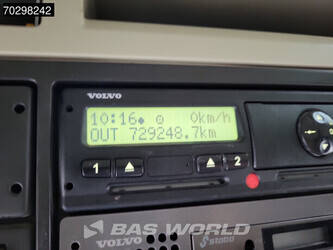 70298242
VOLVO
10:16 0km/h
OUT 729248.7km
1 2
BAS WORLD
VOLVO